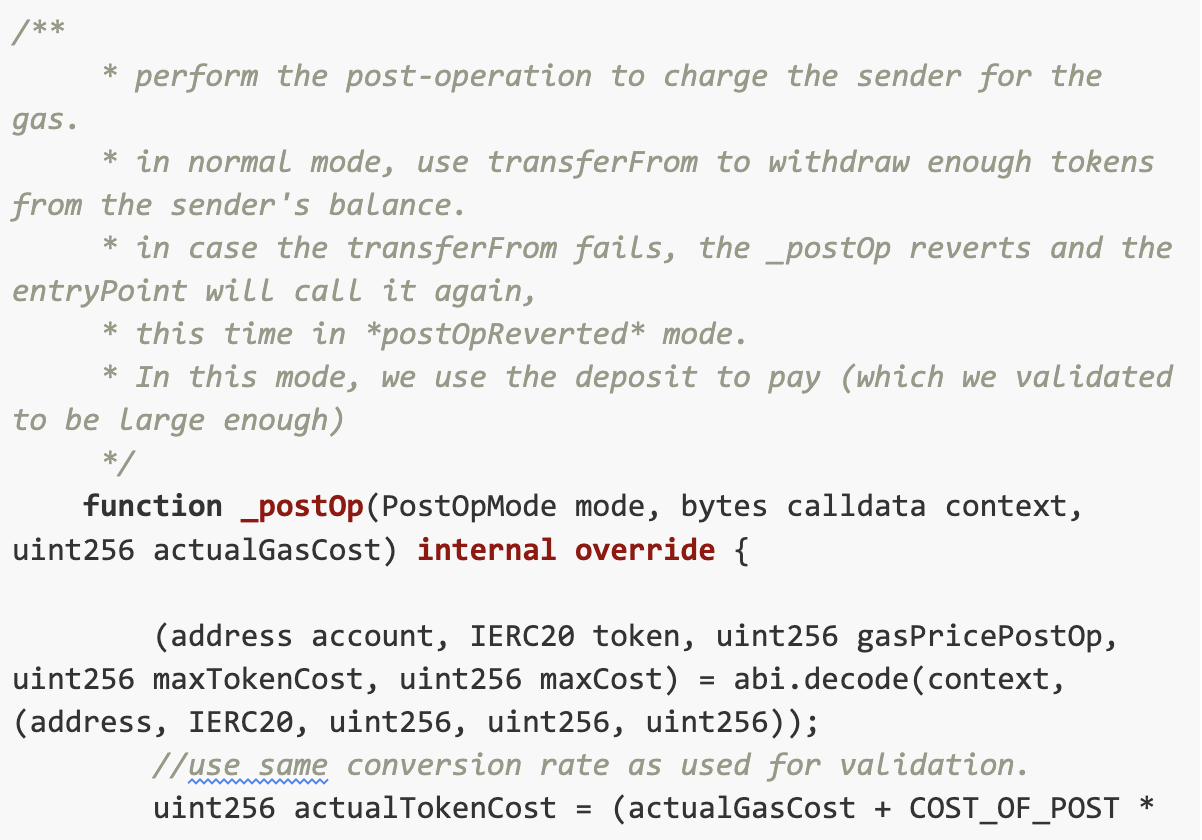 /**
     * perform the post-operation to charge the sender for the
gas.
     * in normal mode, use transferFrom to withdraw enough tokens
from the sender's balance.
     * in case the transferFrom fails, the _postOp reverts and the
entryPoint will call it again,
     * this time in *postOpReverted* mode.
     * In this mode, we use the deposit to pay (which we validated
to be large enough)
     */
    function _postOp(PostOpMode mode, bytes calldata context,
uint256 actualGasCost) internal override {

        (address account, IERC20 token, uint256 gasPricePostOp,
uint256 maxTokenCost, uint256 maxCost) = abi.decode(context,
(address, IERC20, uint256, uint256, uint256));
        //use same conversion rate as used for validation.
        uint256 actualTokenCost = (actualGasCost + COST_OF_POST *